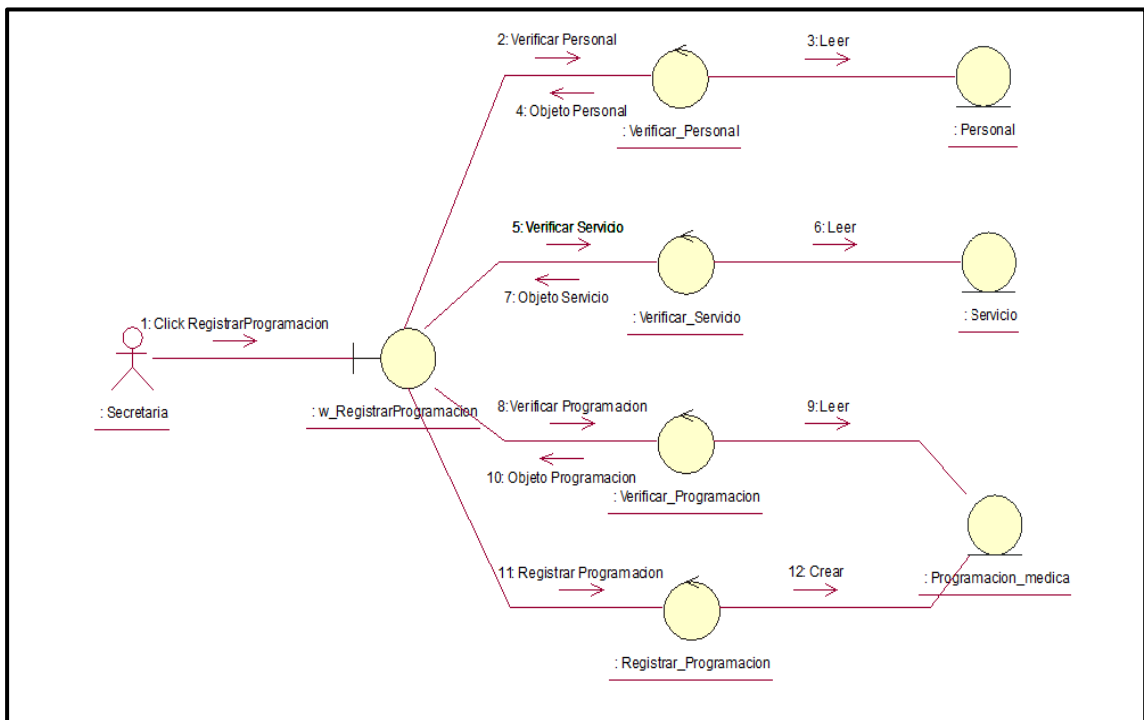 2: Verificar Personal
3: Leer
4: Objeto Personal
: Verificar_Personal
: Personal
5: Verificar Servicio
6: Leer
7: Objeto Servicio
: Verificar_Servicio
: Servicio
1: Click RegistrarProgramacion
: Secretaria
: w_RegistrarProgramacion
8: Verificar Programacion
9: Leer
10: Objeto Programacion
: Verificar_Programacion
11: Registrar Programacion
12: Crear
: Programacion_medica
: Registrar_Programacion